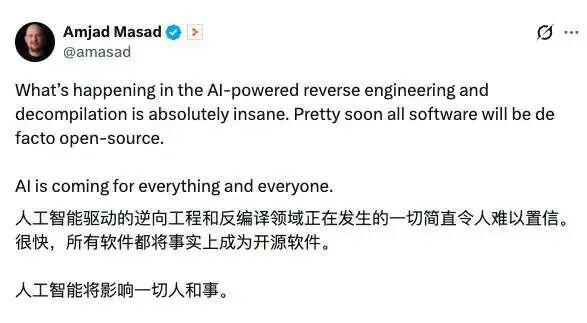 Amjad Masad
@amasad
What's happening in the AI-powered reverse engineering and
decompilation is absolutely insane. Pretty soon all software will be de
facto open-source.
AI is coming for everything and everyone.
人工智能驱动的逆向工程和反编译领域正在发生的一切简直令人难以置信。
很快，所有软件都将事实上成为开源软件。
人工智能将影响一切人和事。